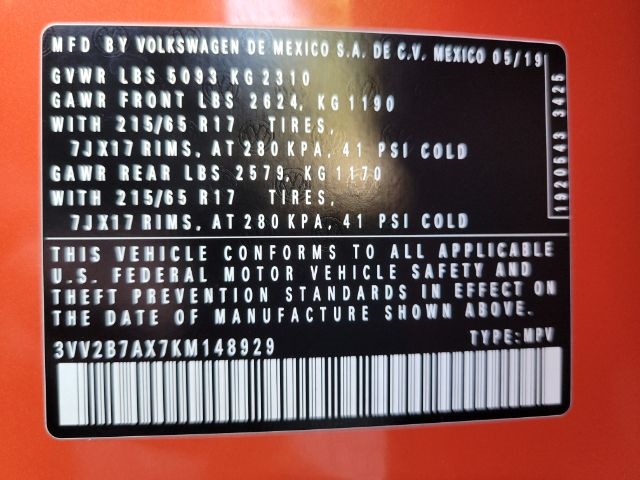 MFD BY VOLKSWAGEN DE MEXICO S.A. DE C.V. MEXICO 05/19
GVWR LBS 5093 KG 2310
GAWR FRONT LBS 2624, KG 1190
WITH 215/65 R17 TIRES,
7JX17 RIMS, AT 280 KPA, 41 PSI COLD
GAWR REAR LBS 2579, KG 1170
WITH 215/65 R17 TIRES,
7JX17 RIMS, AT 280 KPA, 41 PSI COLD
1920543 3426
THIS VEHICLE CONFORMS TO ALL APPLICABLE
U.S. FEDERAL MOTOR VEHICLE SAFETY AND
THEFT PREVENTION STANDARDS IN EFFECT ON
THE DATE OF MANUFACTURE SHOWN ABOVE.
3VV2B7AX7KM148929 TYPE:MPV